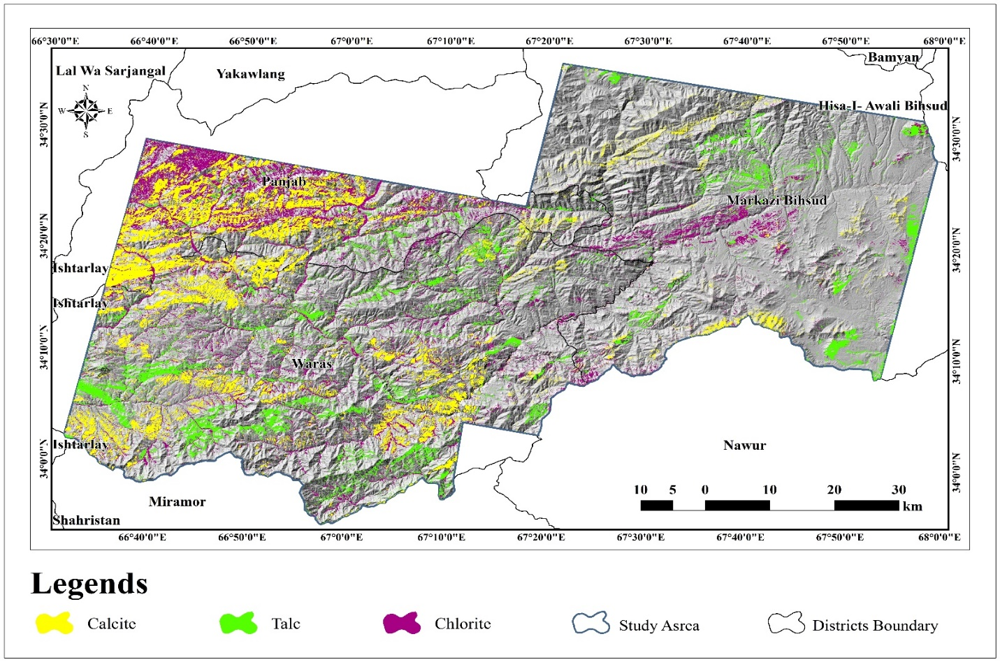 66°30'0"E 66°40'0"E 66°50'0"E 67°0'0"E 67°10'0"E 67°20'0"E 67°30'0"E 67°40'0"E 67°50'0"E 68°0'0"E
Bamyan
Lal Wa Sarjangal
Yakawlang
N
W E
S
Hisa-I- Awali Bihsud
34°30'0"N
34°30'0"N
Panjab
Markazi Bihsud
34°20'0"N
34°20'0"N
Ishtarlay
Ishtarlay
34°10'0"N
34°10'0"N
Waras
Ishtarlay
Nawur
34°0'0"N
34°0'0"N
10 5 0 10 20 30
km
Miramor
Shahristan
66°40'0"E 66°50'0"E 67°0'0"E 67°10'0"E 67°20'0"E 67°30'0"E 67°40'0"E 67°50'0"E 68°0'0"E
Legends
Calcite Talc Chlorite Study Asrea Districts Boundary